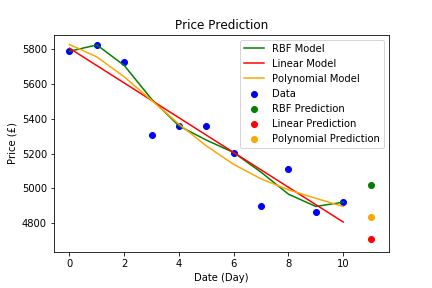 Price Prediction
RBF Model
Linear Model
Polynomial Model
Data
RBF Prediction
Linear Prediction
Polynomial Prediction
5800
5600
5400
5200
5000
4800
Price (£)
0 2 4 6 8 10
Date (Day)